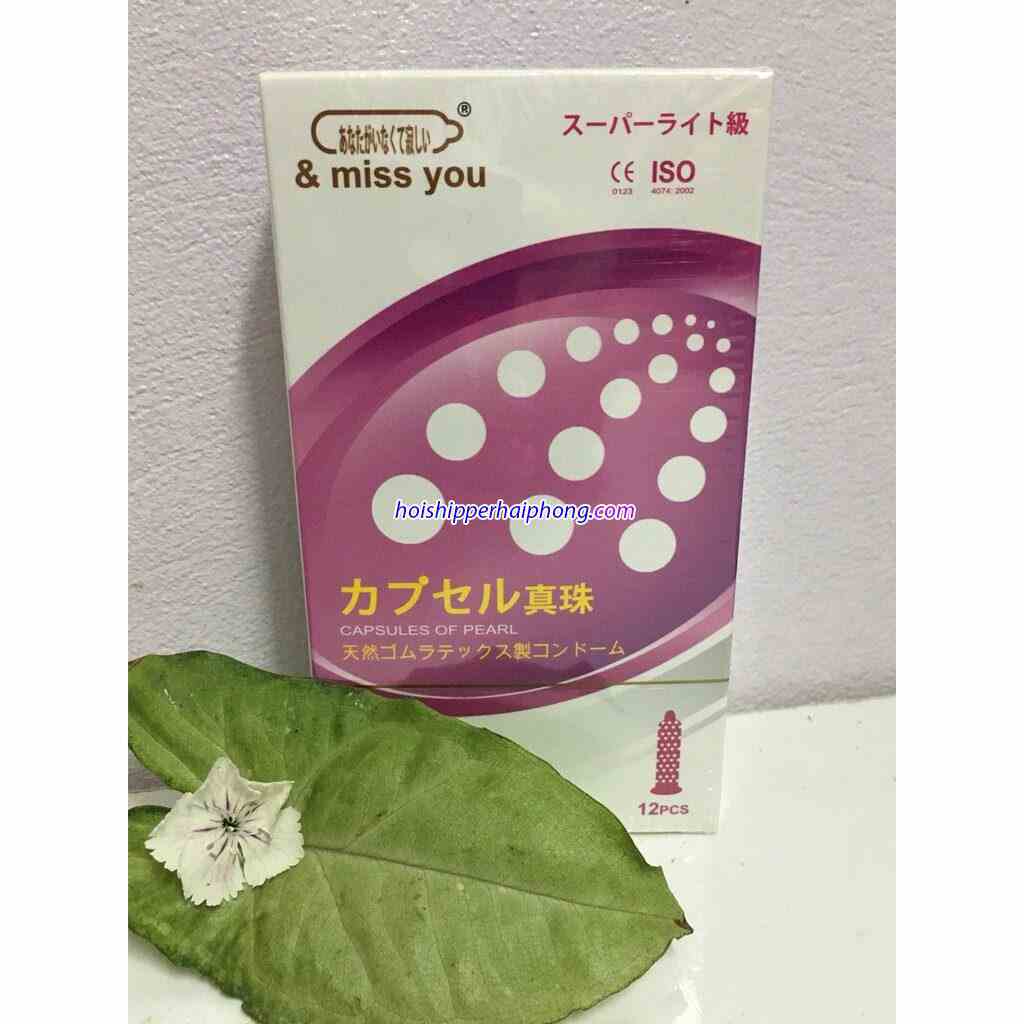 あなたがいなくて寂しい
®
& miss you
スーパーライト級
CE ISO
0123 4074: 2002
hoishipperhaiphong.com
カプセル真珠
CAPSULES OF PEARL
天然ゴムラテックス製コンドーム
12PCS